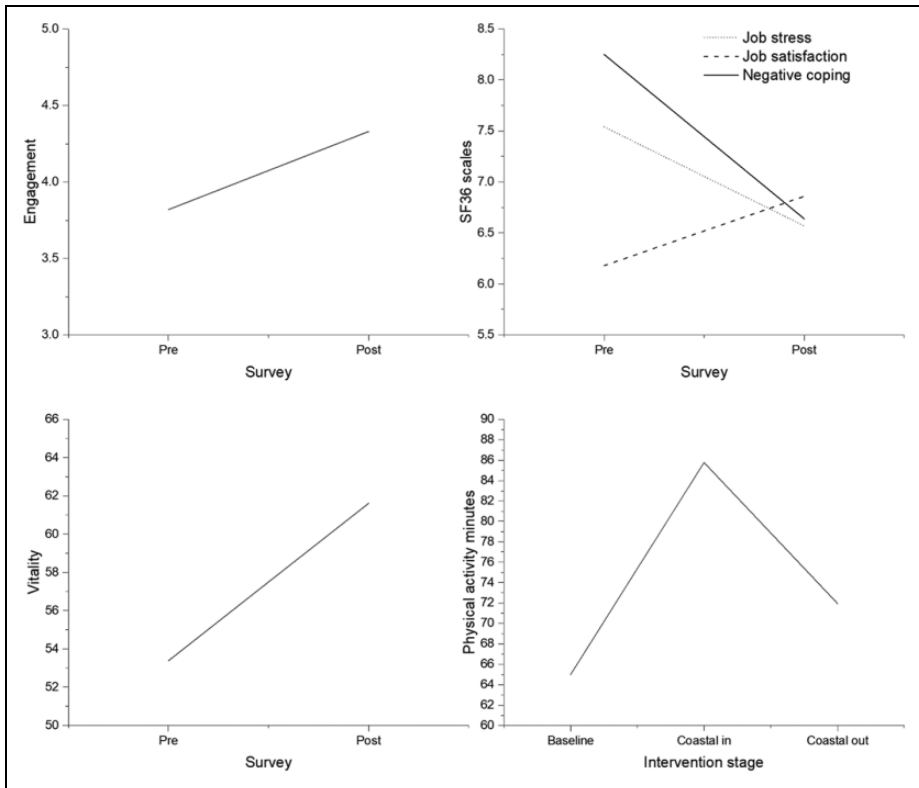 5.0
4.5
4.0
3.5
3.0
Engagement
Pre
Post
Survey
8.5
8.0
7.5
7.0
6.5
6.0
5.5
SF36 scales
Job stress
Job satisfaction
Negative coping
Pre
Post
Survey
66
64
62
60
58
56
54
52
50
Vitality
Pre
Post
Survey
90
88
86
84
82
80
78
76
74
72
70
68
66
64
62
60
Physical activity minutes
Baseline
Coastal in
Coastal out
Intervention stage